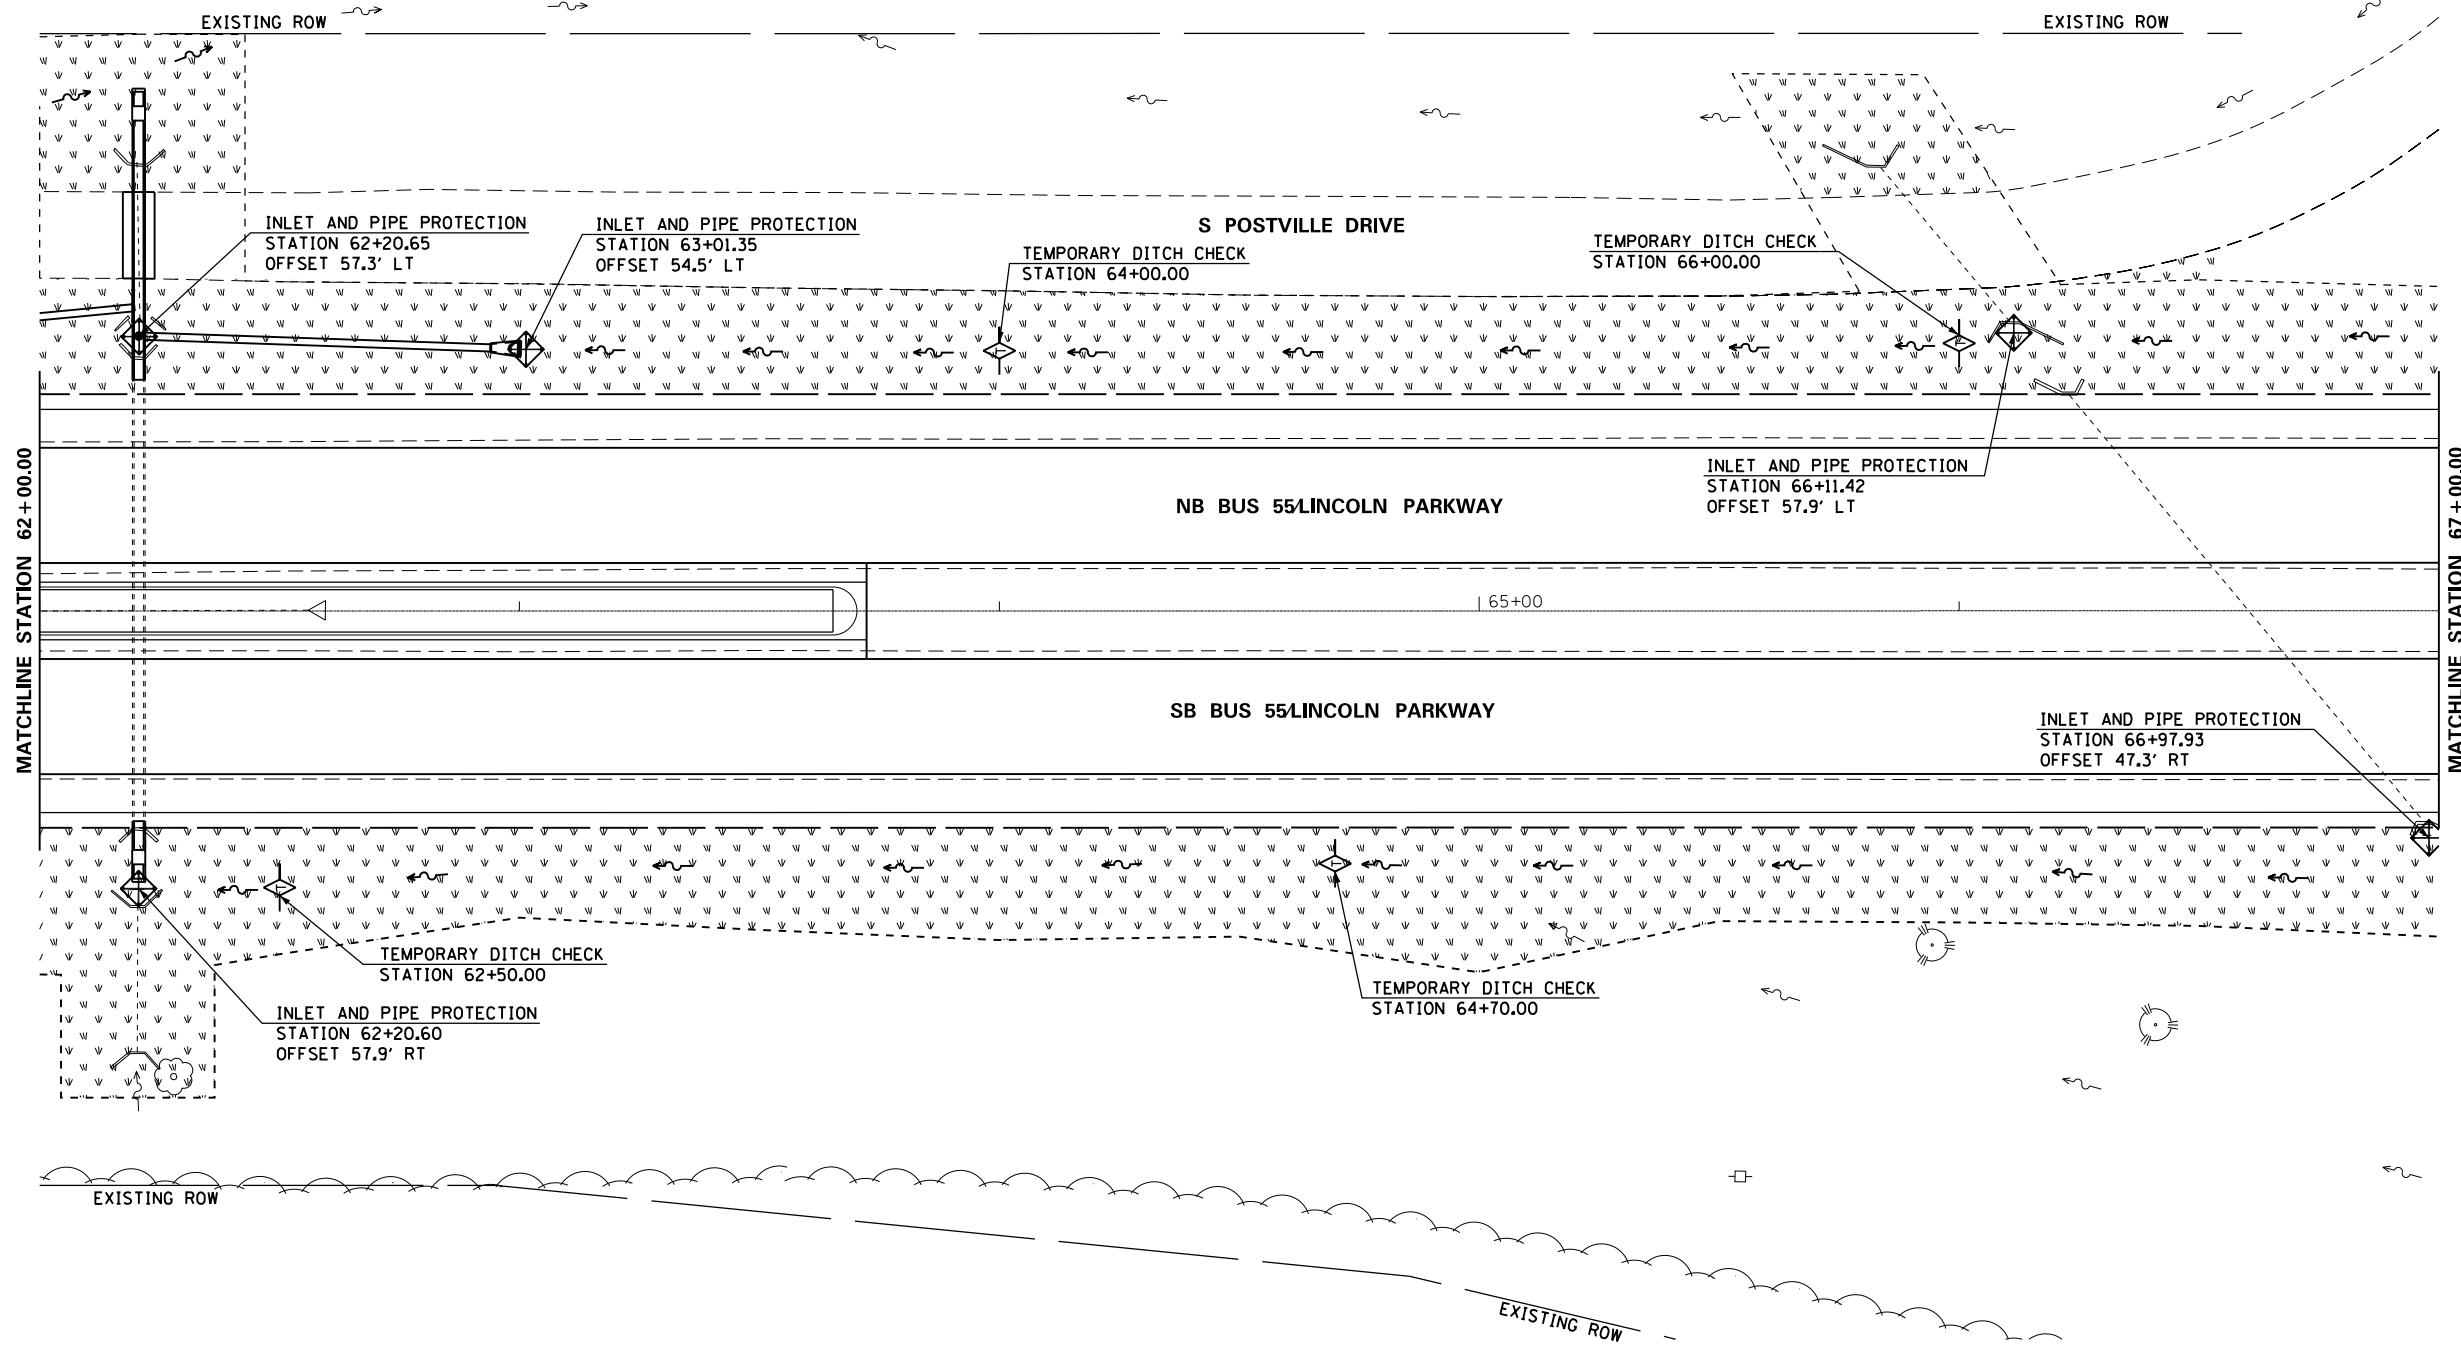 EXISTING ROW
EXISTING ROW
INLET AND PIPE PROTECTION
STATION 62+20.65
OFFSET 57.3' LT
INLET AND PIPE PROTECTION
STATION 63+01.35
OFFSET 54.5' LT
S POSTVILLE DRIVE
TEMPORARY DITCH CHECK
STATION 64+00.00
TEMPORARY DITCH CHECK
STATION 66+00.00
T
T
INLET AND PIPE PROTECTION
STATION 66+11.42
OFFSET 57.9' LT
MATCHLINE STATION 62+00.00
NB BUS 55/LINCOLN PARKWAY
MATCHLINE STATION 67+00.00
65+00
SB BUS 55/LINCOLN PARKWAY
INLET AND PIPE PROTECTION
STATION 66+97.93
OFFSET 47.3' RT
T
T
TEMPORARY DITCH CHECK
STATION 62+50.00
TEMPORARY DITCH CHECK
STATION 64+70.00
INLET AND PIPE PROTECTION
STATION 62+20.60
OFFSET 57.9' RT
EXISTING ROW
EXISTING ROW